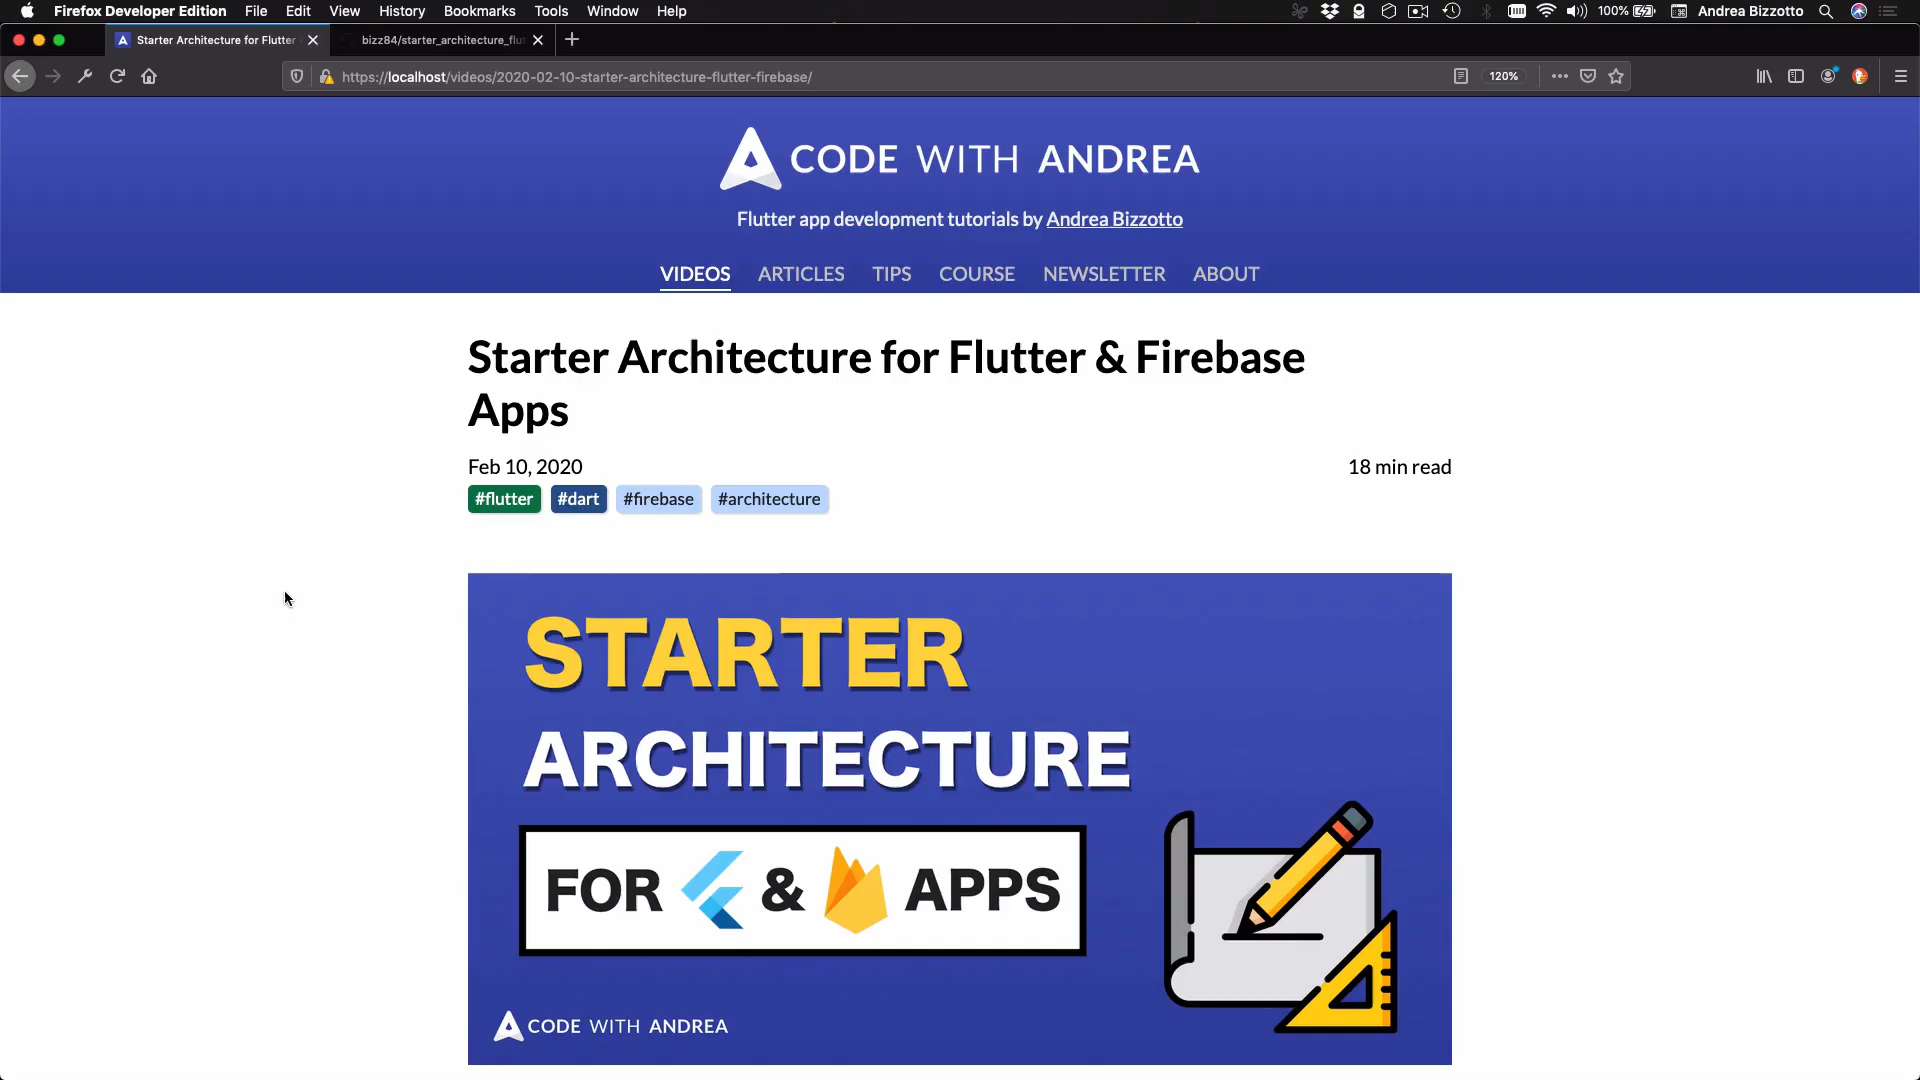 Firefox Developer Edition File Edit View History Bookmarks Tools Window Help 100% Andrea Bizzotto
Starter Architecture for Flutter
bizz84/starter_architecture_flu
https://localhost/videos/2020-02-10-starter-architecture-flutter-firebase/ 120%
CODE WITH ANDREA
Flutter app development tutorials by Andrea Bizzotto
VIDEOS ARTICLES TIPS COURSE NEWSLETTER ABOUT
Starter Architecture for Flutter & Firebase
Apps
Feb 10, 2020 18 min read
#flutter #dart #firebase #architecture
STARTER
ARCHITECTURE
FOR & APPS
CODE WITH ANDREA